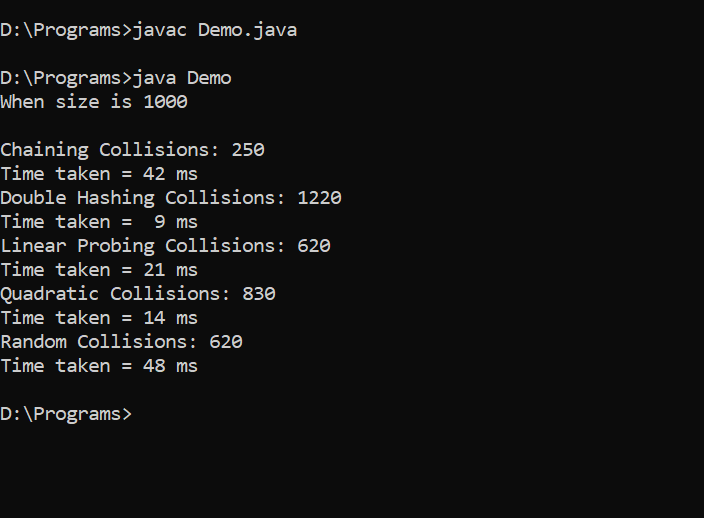 D:\Programs>javac Demo.java
D:\Programs>java Demo
When size is 1000
Chaining Collisions: 250
Time taken = 42 ms
Double Hashing Collisions: 1220
Time taken =  9 ms
Linear Probing Collisions: 620
Time taken = 21 ms
Quadratic Collisions: 830
Time taken = 14 ms
Random Collisions: 620
Time taken = 48 ms
D:\Programs>